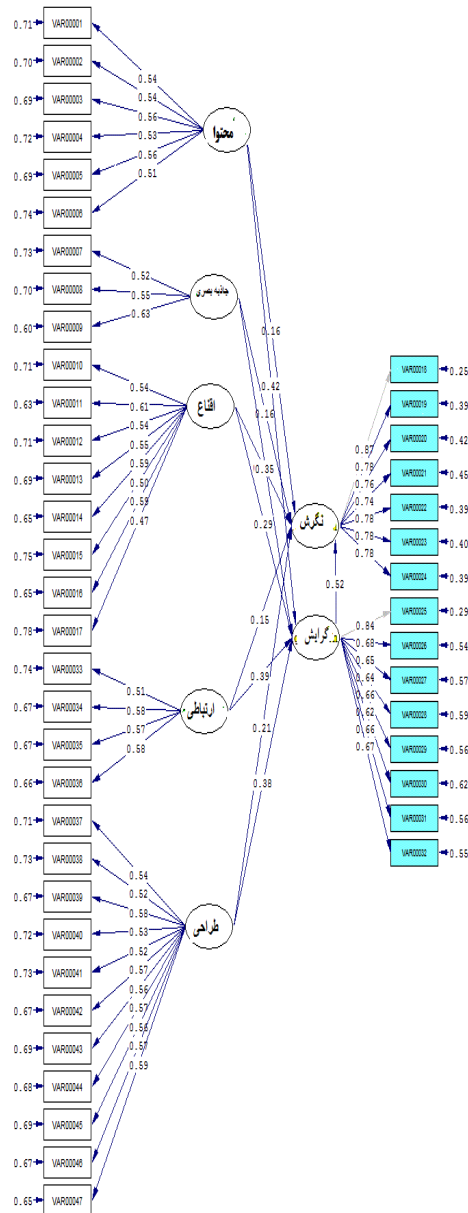 0.71 VAR00001
0.70 VAR00002
0.69 VAR00003
0.72 VAR00004
0.69 VAR00005
0.74 VAR00006
0.54
0.54
0.56
0.53
0.56
0.51
محتوا
0.73 VAR00007
0.70 VAR00008
0.60 VAR00009
0.52
0.55
0.63
جاذبه بصری
0.71 VAR00010
0.63 VAR00011
0.71 VAR00012
0.69 VAR00013
0.65 VAR00014
0.75 VAR00015
0.65 VAR00016
0.78 VAR00017
0.54
0.61
0.54
0.55
0.59
0.50
0.59
0.47
اقناع
0.74 VAR00033
0.67 VAR00034
0.67 VAR00035
0.66 VAR00036
0.51
0.58
0.57
0.58
ارتباطی
0.71 VAR00037
0.73 VAR00038
0.67 VAR00039
0.72 VAR00040
0.73 VAR00041
0.67 VAR00042
0.69 VAR00043
0.68 VAR00044
0.69 VAR00045
0.67 VAR00046
0.65 VAR00047
0.54
0.52
0.58
0.53
0.52
0.57
0.56
0.57
0.57
0.59
طراحی
0.16
0.42
0.16
0.35
0.29
0.15
0.39
0.21
0.38
نگرش
0.52
گرایش
0.87
0.78
0.76
0.74
0.78
0.78
0.78
VAR00018 0.25
VAR00019 0.39
VAR00020 0.42
VAR00021 0.45
VAR00022 0.39
VAR00023 0.40
VAR00024 0.39
0.84
0.68
0.65
0.64
0.66
0.62
0.66
0.67
VAR00025 0.29
VAR00026 0.54
VAR00027 0.57
VAR00028 0.59
VAR00029 0.56
VAR00030 0.62
VAR00031 0.56
VAR00032 0.55